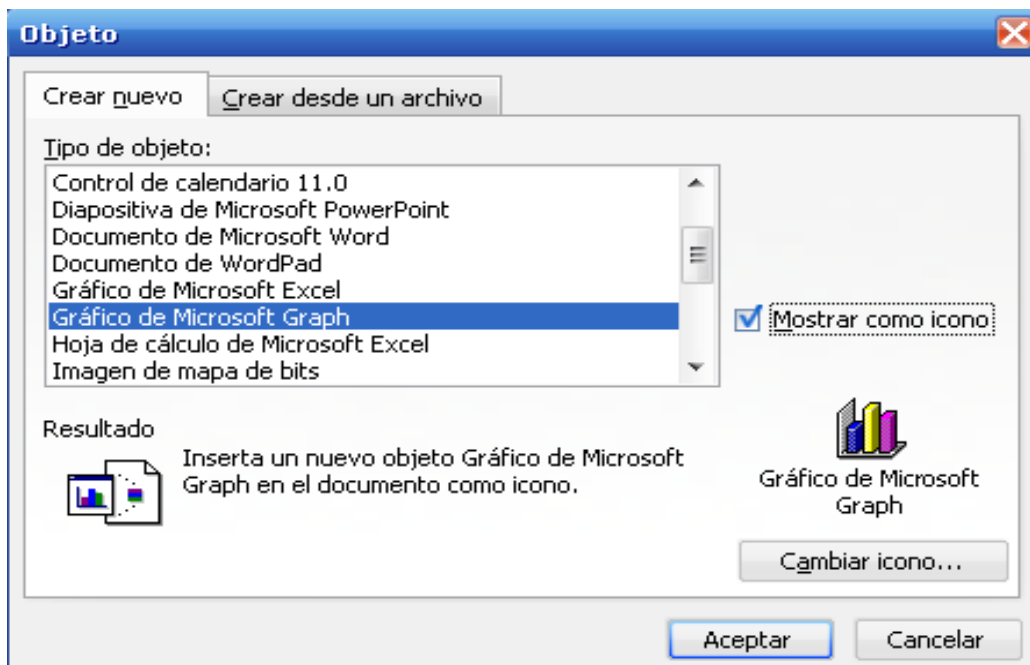 Objeto
Crear nuevo
Crear desde un archivo
Tipo de objeto:
Control de calendario 11.0
Diapositiva de Microsoft PowerPoint
Documento de Microsoft Word
Documento de WordPad
Gráfico de Microsoft Excel
Gráfico de Microsoft Graph
Hoja de cálculo de Microsoft Excel
Imagen de mapa de bits
Mostrar como icono
Resultado
Inserta un nuevo objeto Gráfico de Microsoft
Graph en el documento como icono.
Gráfico de Microsoft
Graph
Cambiar icono...
Aceptar
Cancelar